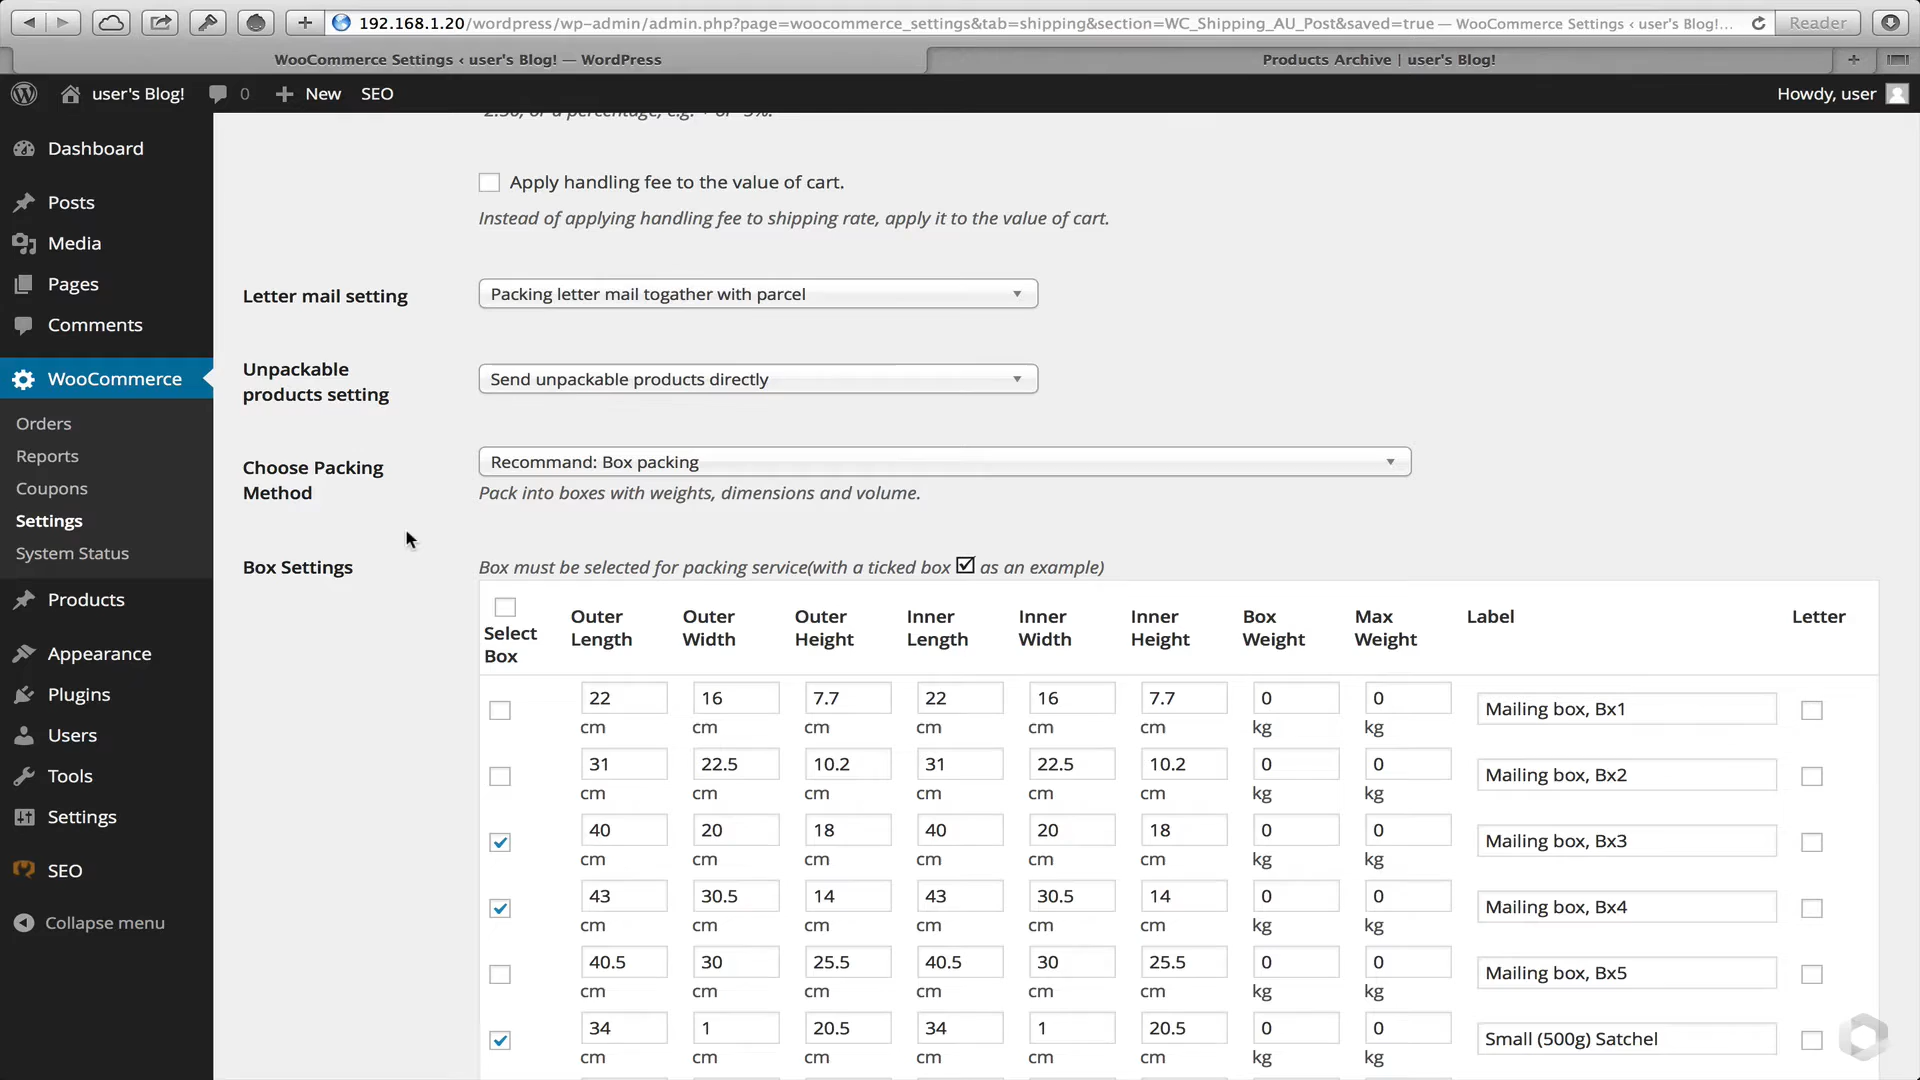 192.168.1.20/wordpress/wp-admin/admin.php?page=woocommerce_settings&tab=shipping&section=WC_Shipping_AU_Post&saved=true — WooCommerce Settings ‹ user's Blog!...
Reader
WooCommerce Settings ‹ user's Blog! — WordPress
Products Archive | user's Blog!
user's Blog!
0
New
SEO
Howdy, user
Dashboard
Posts
Media
Pages
Comments
WooCommerce
Orders
Reports
Coupons
Settings
System Status
Products
Appearance
Plugins
Users
Tools
Settings
SEO
Collapse menu
Apply handling fee to the value of cart.
Instead of applying handling fee to shipping rate, apply it to the value of cart.
Letter mail setting
Packing letter mail togather with parcel
Unpackable products setting
Send unpackable products directly
Choose Packing Method
Recommand: Box packing
Pack into boxes with weights, dimensions and volume.
Box Settings
Box must be selected for packing service(with a ticked box as an example)
Select Box Outer Length Outer Width Outer Height Inner Length Inner Width Inner Height Box Weight Max Weight Label Letter
22 16 7.7 22 16 7.7 0 0 Mailing box, Bx1
cm cm cm cm cm cm kg kg
31 22.5 10.2 31 22.5 10.2 0 0 Mailing box, Bx2
cm cm cm cm cm cm kg kg
40 20 18 40 20 18 0 0 Mailing box, Bx3
cm cm cm cm cm cm kg kg
43 30.5 14 43 30.5 14 0 0 Mailing box, Bx4
cm cm cm cm cm cm kg kg
40.5 30 25.5 40.5 30 25.5 0 0 Mailing box, Bx5
cm cm cm cm cm cm kg kg
34 1 20.5 34 1 20.5 0 0 Small (500g) Satchel
cm cm cm cm cm cm kg kg